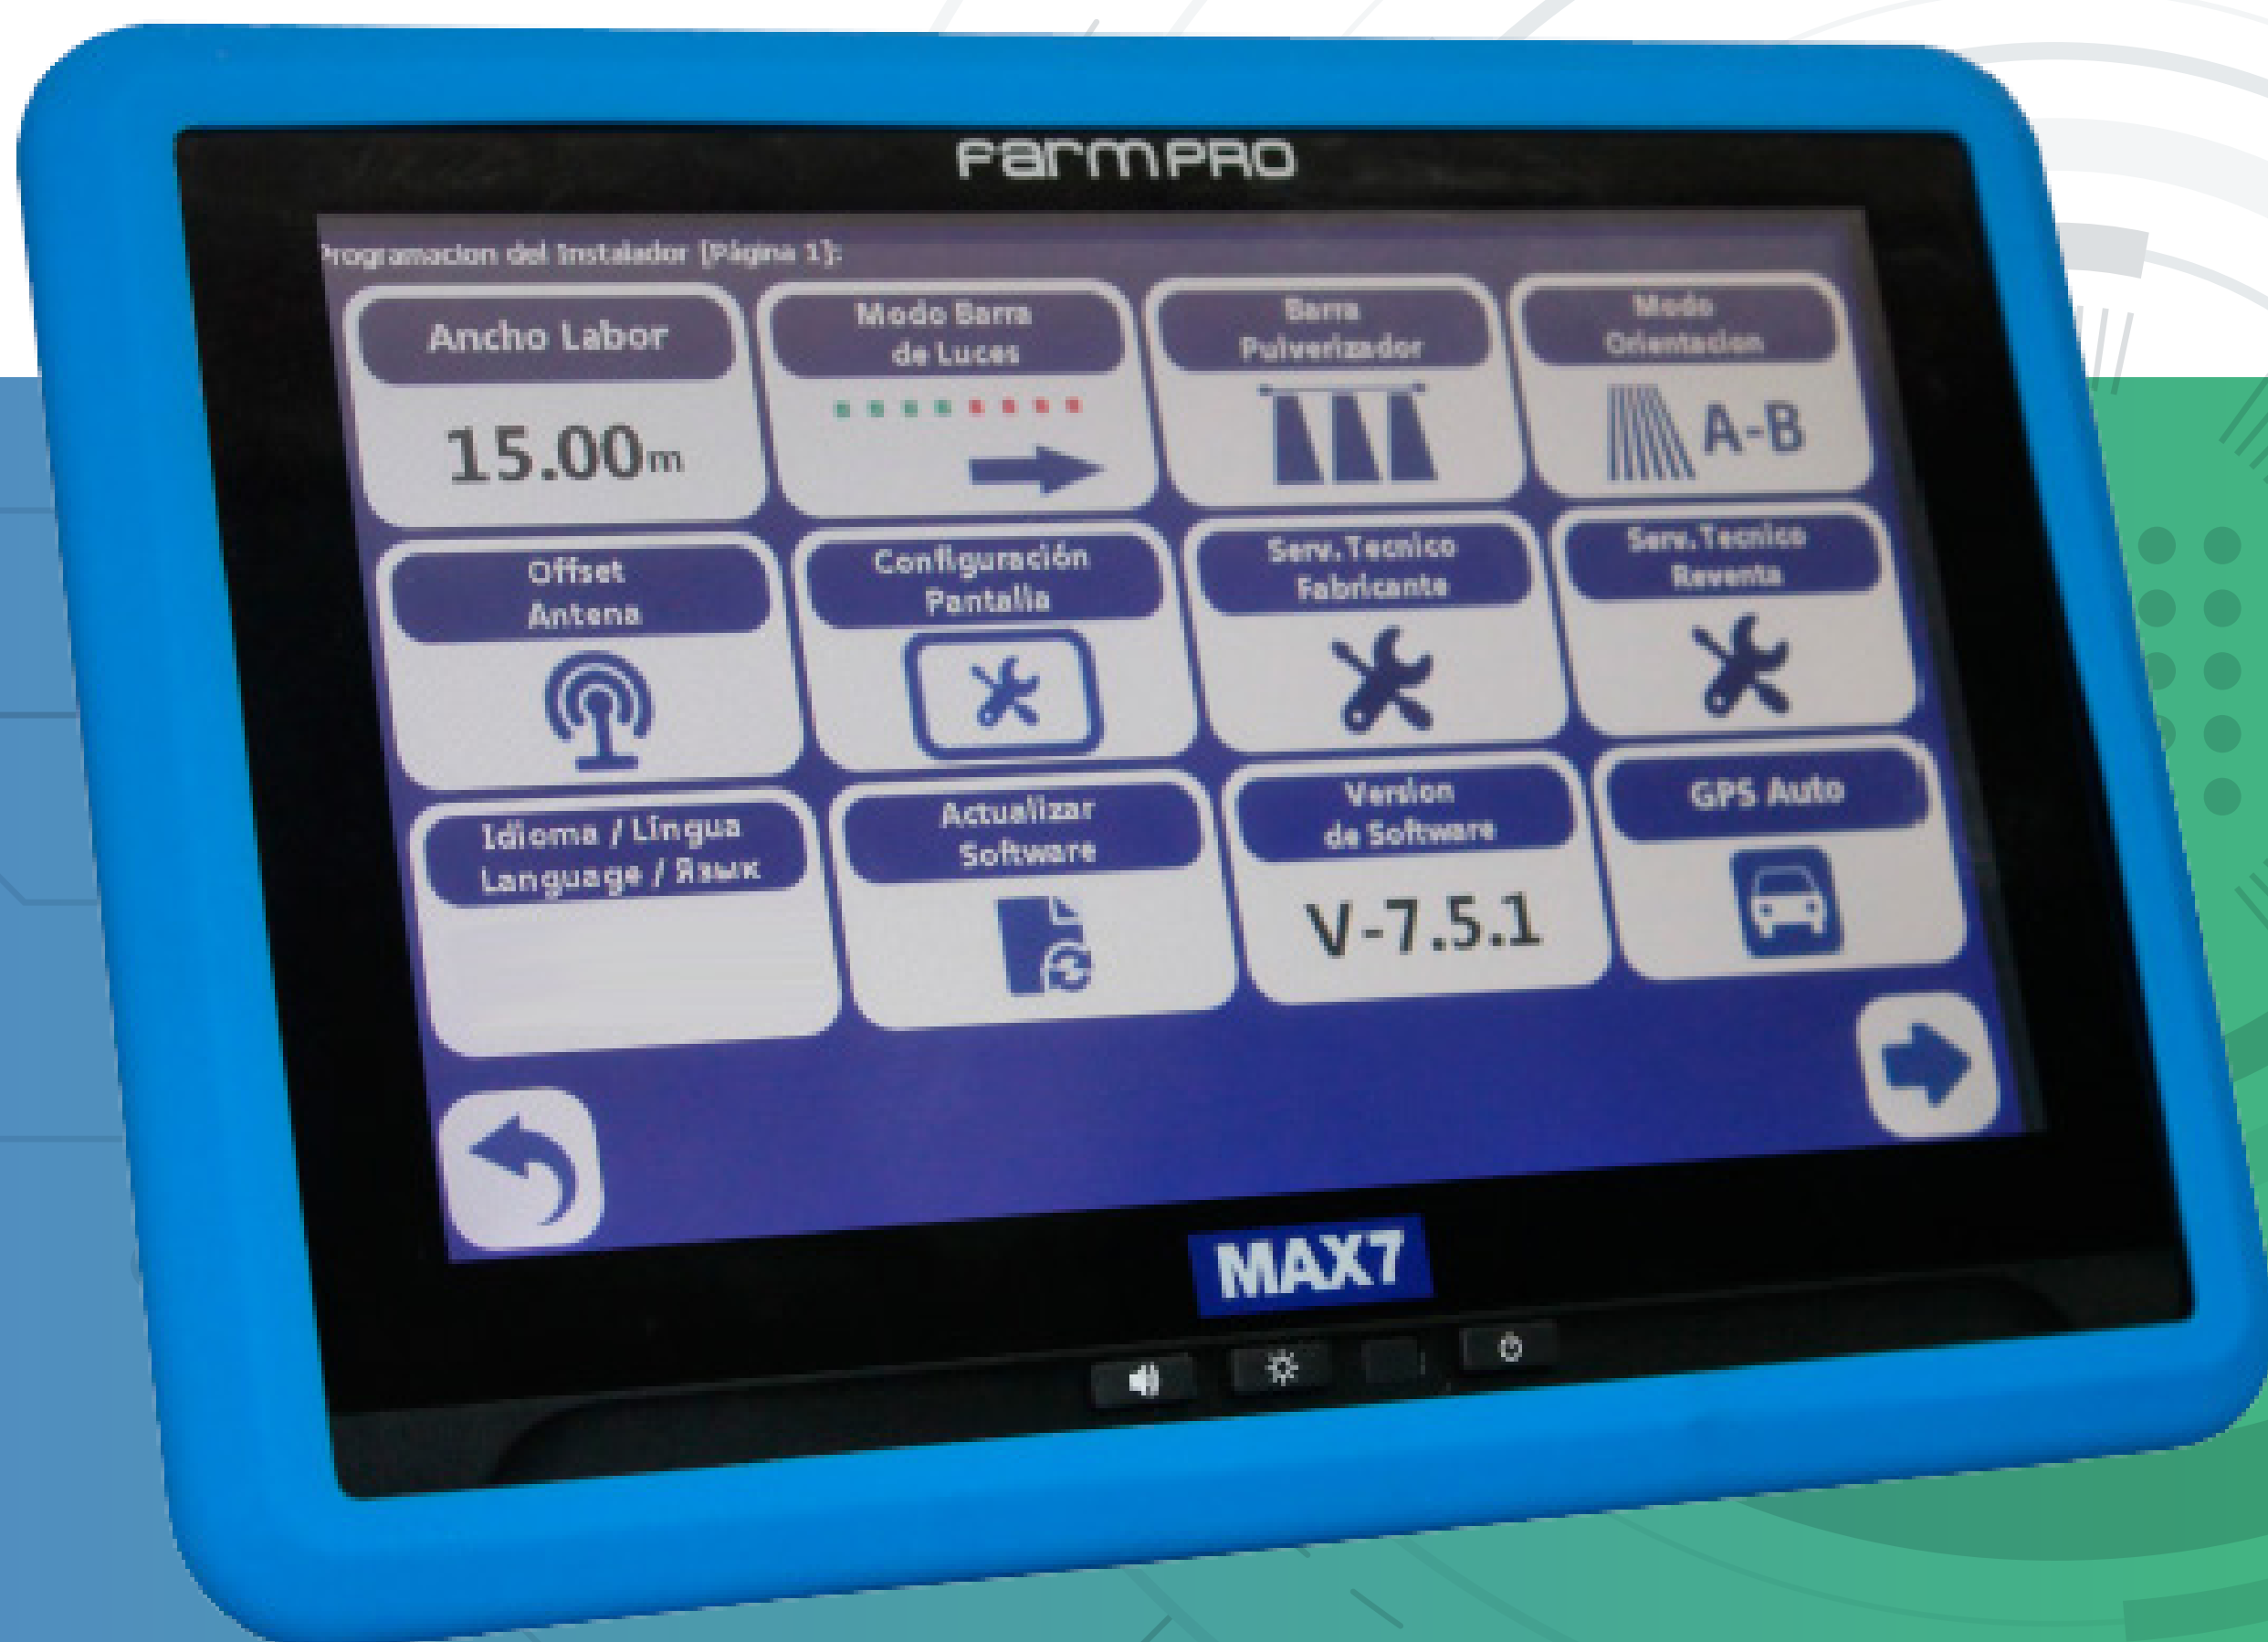 FarmPRO
Programacion del Instalador [Página 1]:
Ancho Labor
15.00m
Modo Barra
de Luces
Barra
Pulverizador
Modo
Orientacion
A-B
Offset
Antena
Configuración
Pantalla
Serv.Tecnico
Fabricante
Serv.Tecnico
Reventa
Idioma / Lingua
Language / Язык
Actualizar
Software
Version
de Software
V-7.5.1
GPS Auto
MAX7